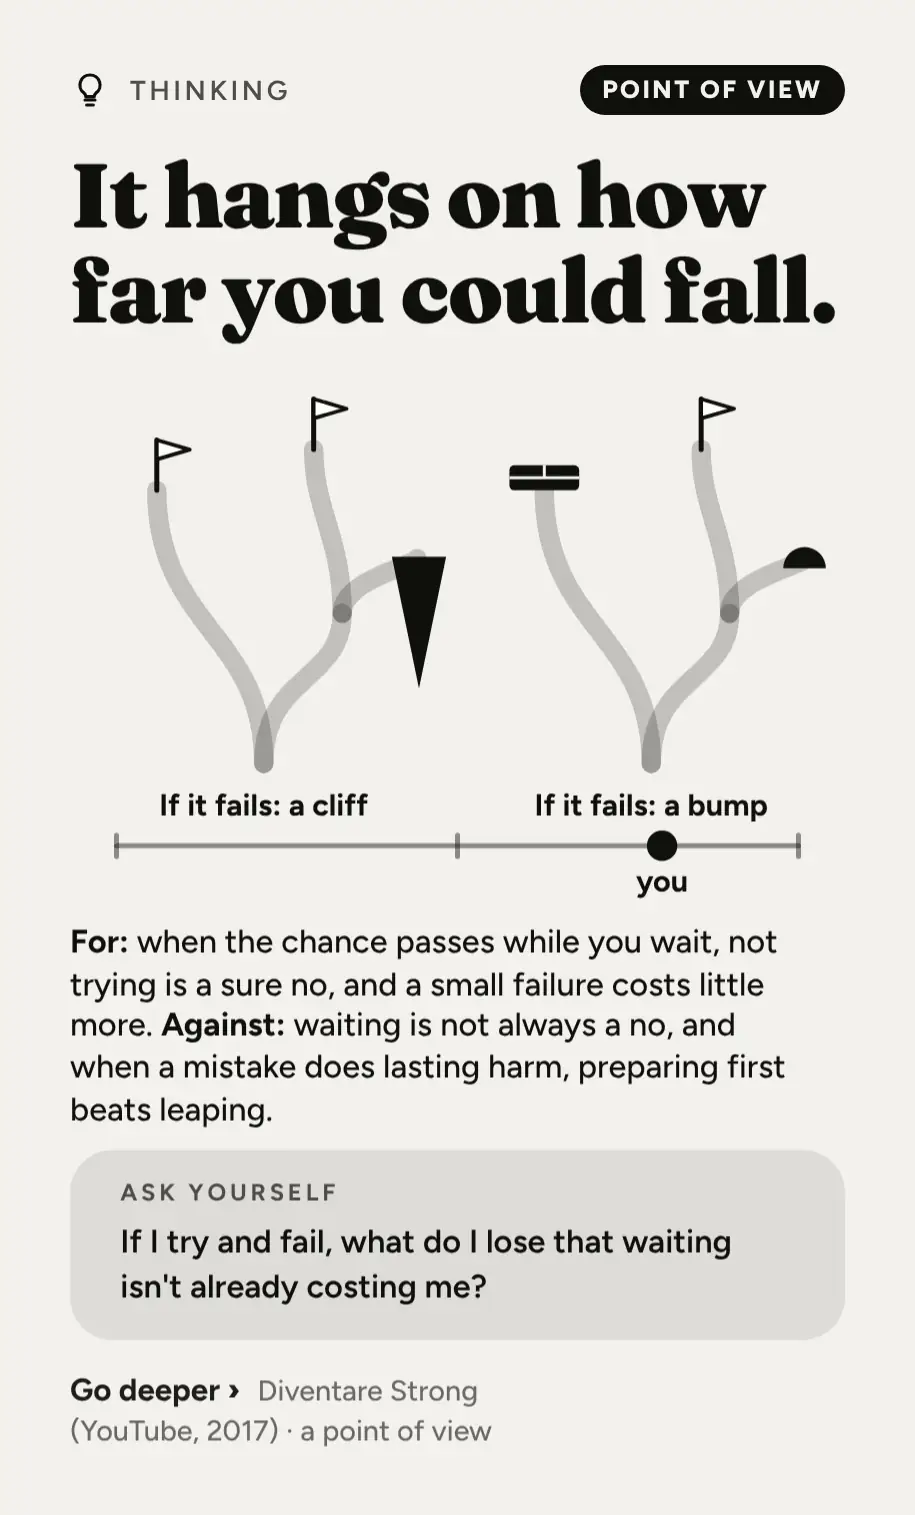 THINKING
POINT OF VIEW
It hangs on how
far you could fall.
If it fails: a cliff
If it fails: a bump
you
For: when the chance passes while you wait, not
trying is a sure no, and a small failure costs little
more. Against: waiting is not always a no, and
when a mistake does lasting harm, preparing first
beats leaping.
ASK YOURSELF
If I try and fail, what do I lose that waiting
isn't already costing me?
Go deeper › Diventare Strong
(YouTube, 2017) · a point of view